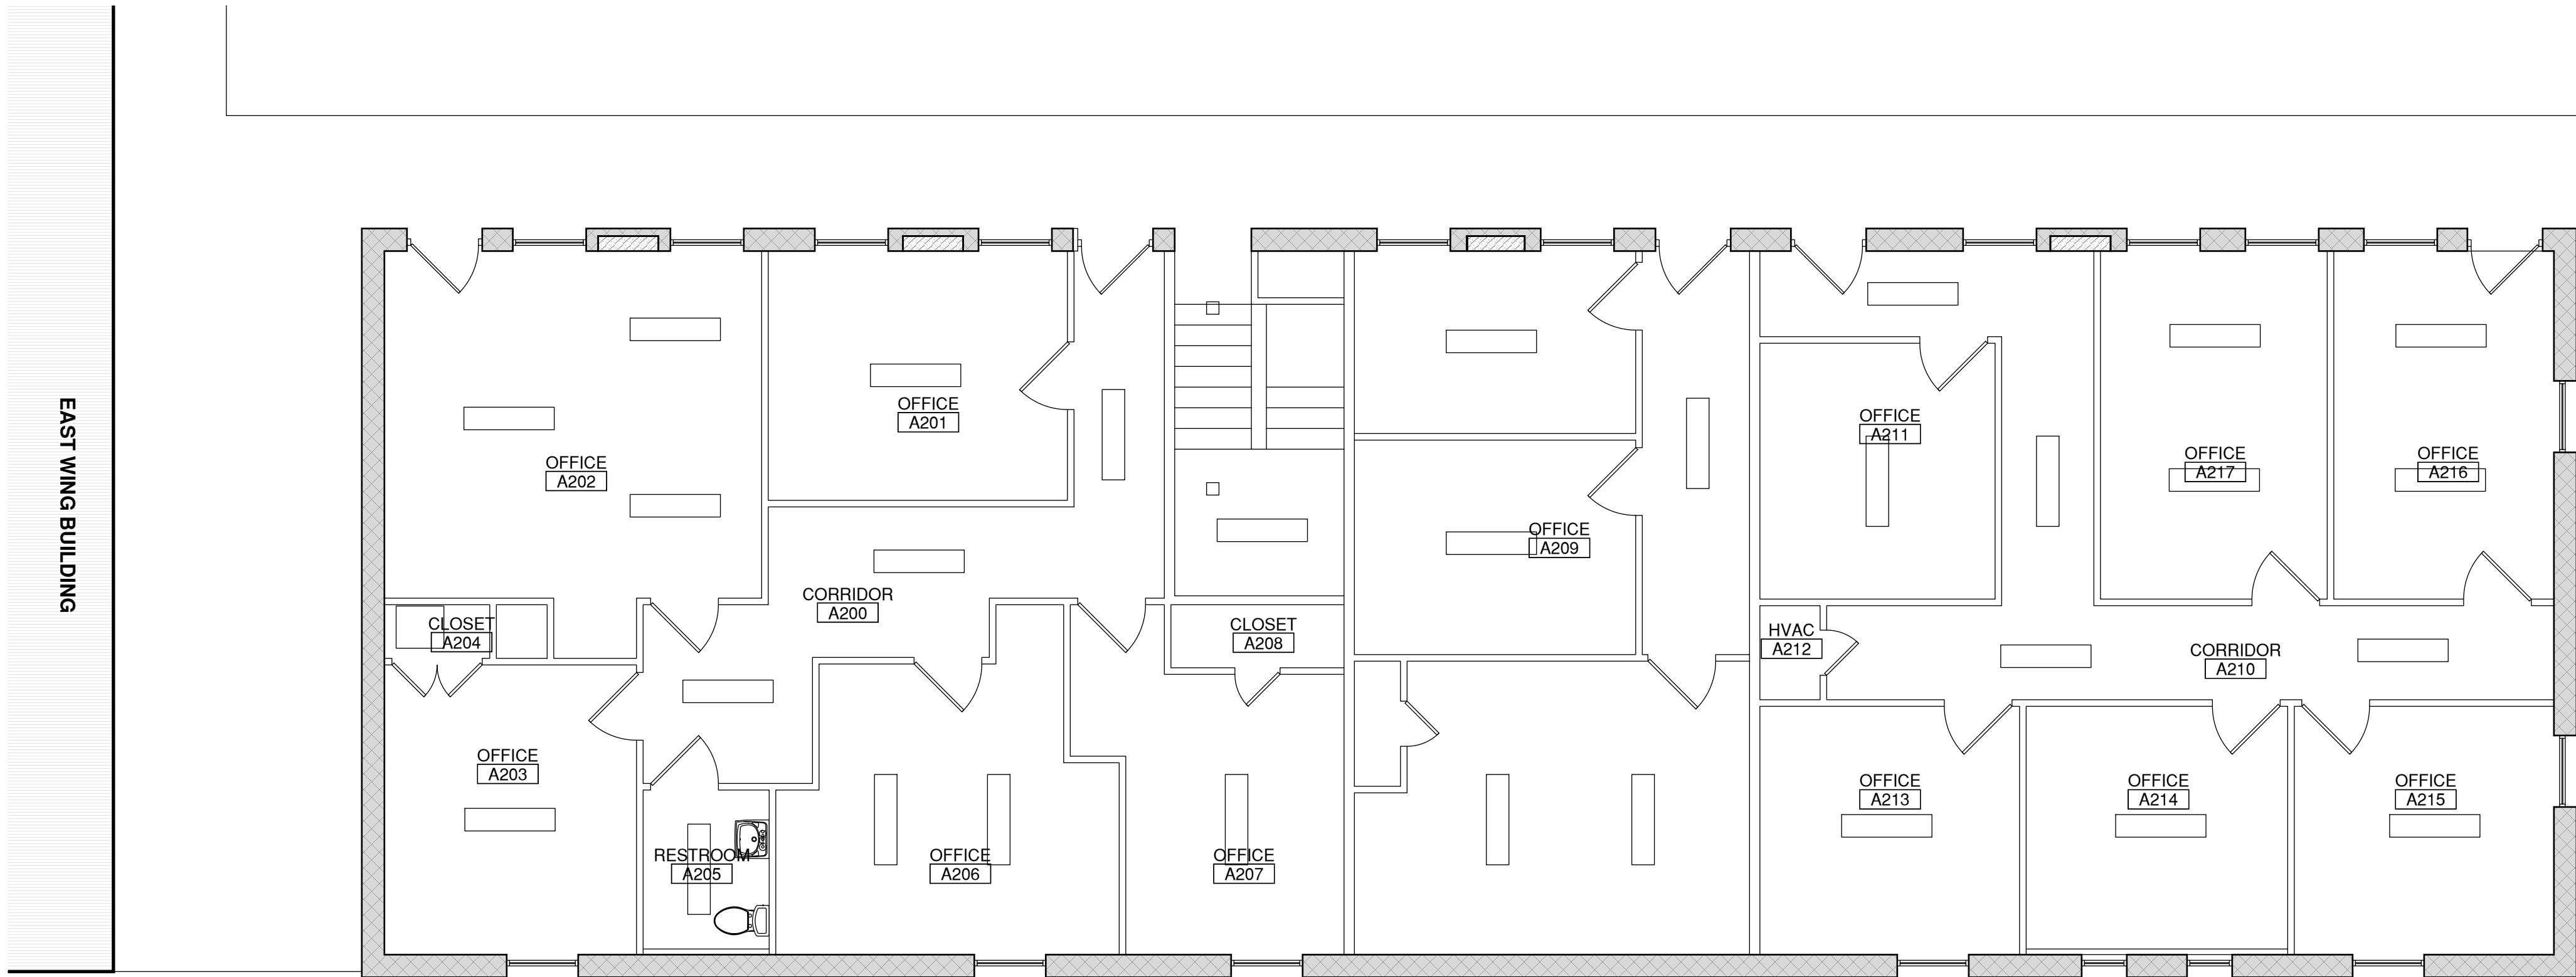 EAST WING BUILDING
OFFICE
A201
OFFICE
A211
OFFICE
A202
OFFICE
A217
OFFICE
A216
OFFICE
A209
CORRIDOR
A200
CLOSET
A204
CLOSET
A208
HVAC
A212
CORRIDOR
A210
OFFICE
A203
OFFICE
A213
OFFICE
A214
OFFICE
A215
RESTROOM
A205
OFFICE
A206
OFFICE
A207